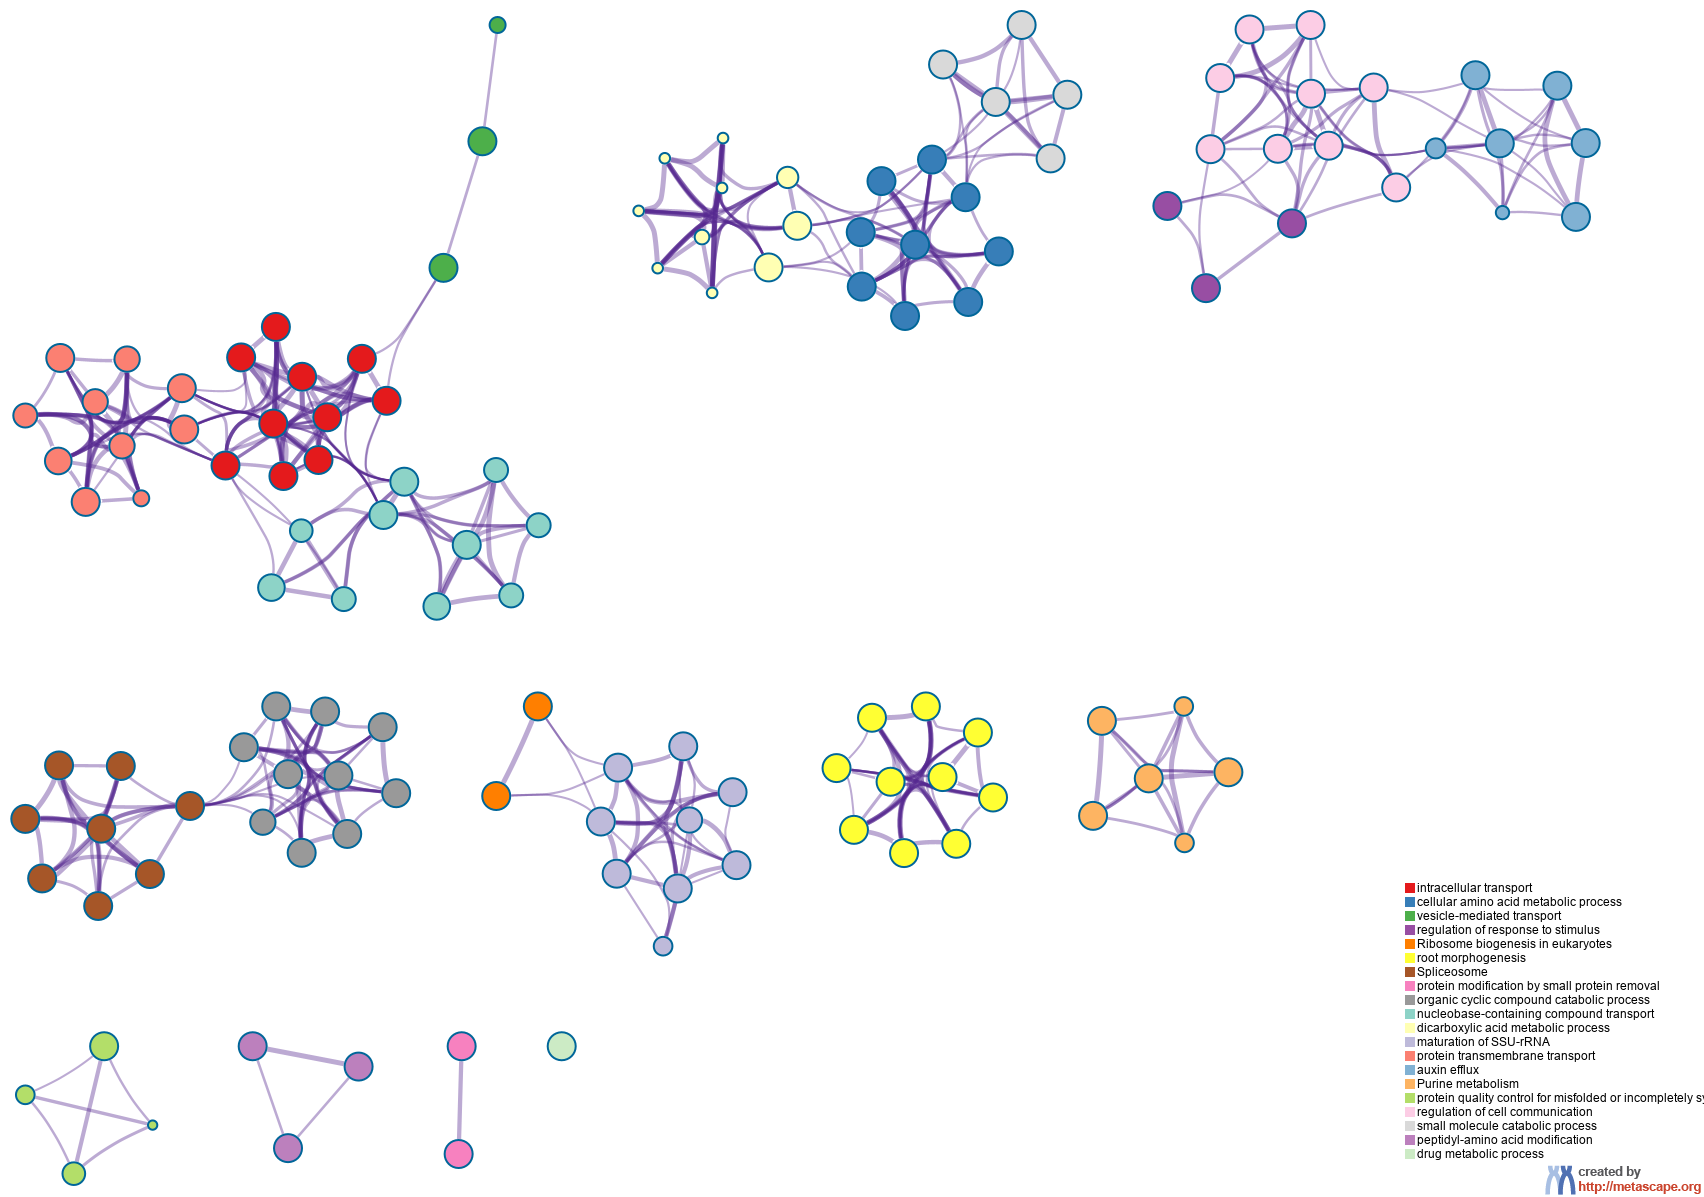 intracellular transport
cellular amino acid metabolic process
vesicle-mediated transport
regulation of response to stimulus
Ribosome biogenesis in eukaryotes
root morphogenesis
Spliceosome
protein modification by small protein removal
organic cyclic compound catabolic process
nucleobase-containing compound transport
dicarboxylic acid metabolic process
maturation of SSU-rRNA
protein transmembrane transport
auxin efflux
Purine metabolism
protein quality control for misfolded or incompletely
regulation of cell communication
small molecule catabolic process
peptidyl-amino acid modification
drug metabolic process
created by
http://metascape.org